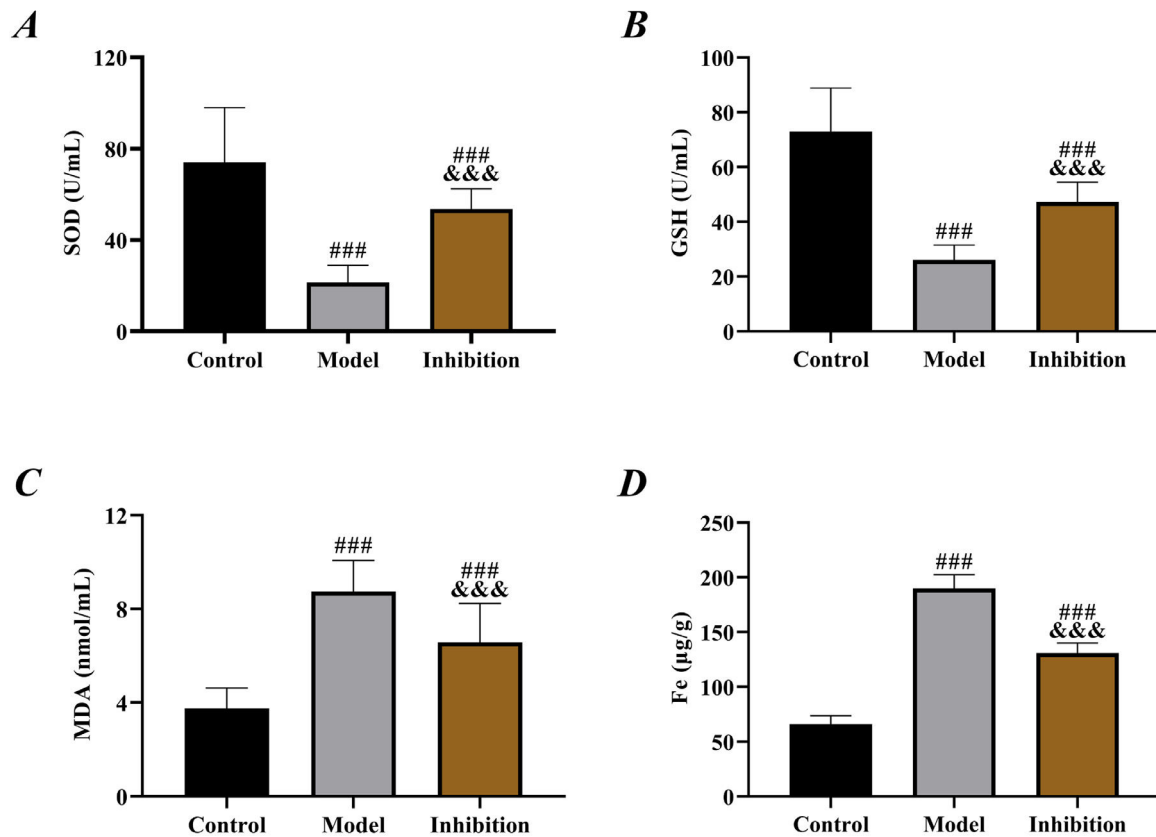 A
SOD (U/mL)
120
80
40
0
###
###
&&&
Control
Model
Inhibition
B
GSH (U/mL)
100
80
60
40
20
0
###
###
&&&
Control
Model
Inhibition
C
MDA (nmol/mL)
12
8
4
0
###
###
&&&
Control
Model
Inhibition
D
Fe (µg/g)
250
200
150
100
50
0
###
###
&&&
Control
Model
Inhibition